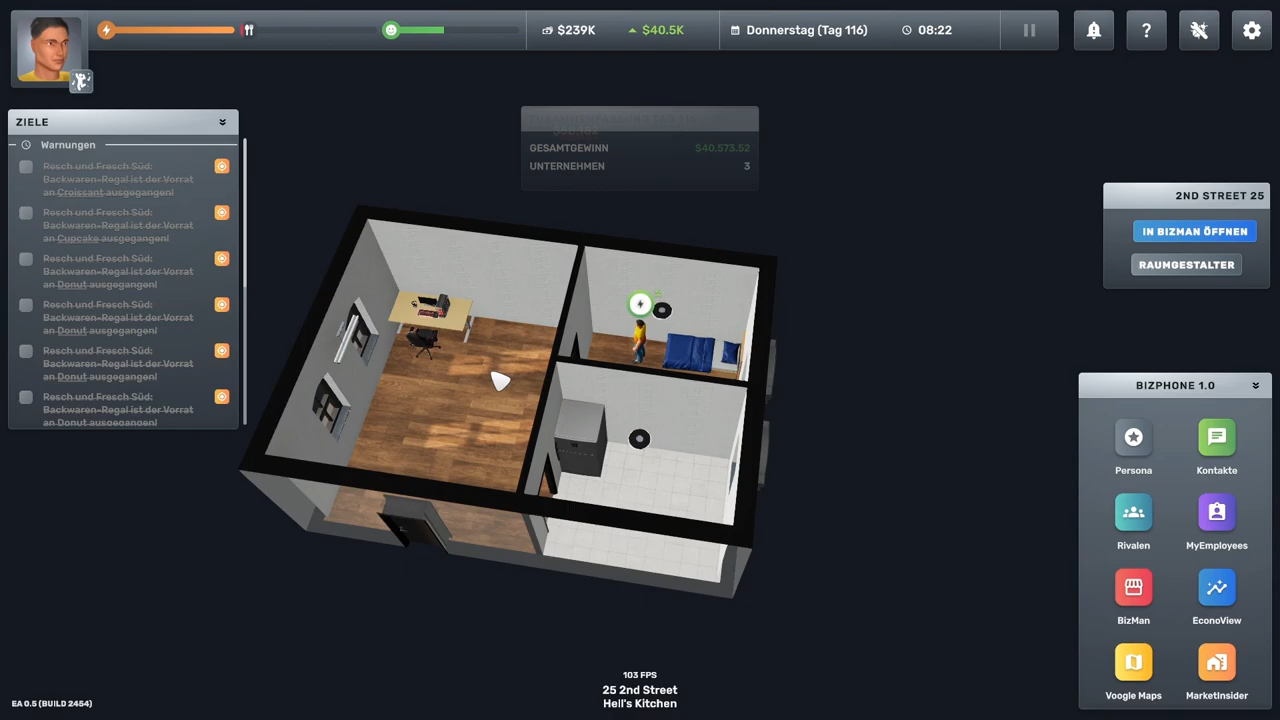 $239K
$40.5K
Donnerstag (Tag 116)
08:22
ZIELE
Warnungen
Resch und Fresch Süd:
Backwaren-Regal ist der Vorrat
an Croissant ausgegangen!
Resch und Fresch Süd:
Backwaren-Regal ist der Vorrat
an Cupcake ausgegangen!
Resch und Fresch Süd:
Backwaren-Regal ist der Vorrat
an Donut ausgegangen!
Resch und Fresch Süd:
Backwaren-Regal ist der Vorrat
an Donut ausgegangen!
Resch und Fresch Süd:
Backwaren-Regal ist der Vorrat
an Donut ausgegangen!
Resch und Fresch Süd:
Backwaren-Regal ist der Vorrat
an Donut ausgegangen!
GESAMTGEWINN $40,573.52
UNTERNEHMEN 3
2ND STREET 25
IN BIZMAN ÖFFNEN
RAUMGESTALTER
BIZPHONE 1.0
Persona Kontakte
Rivalen MyEmployees
BizMan EconoView
Voogle Maps MarketInsider
103 FPS
25 2nd Street
Hell's Kitchen
EA 0.5 (BUILD 2454)